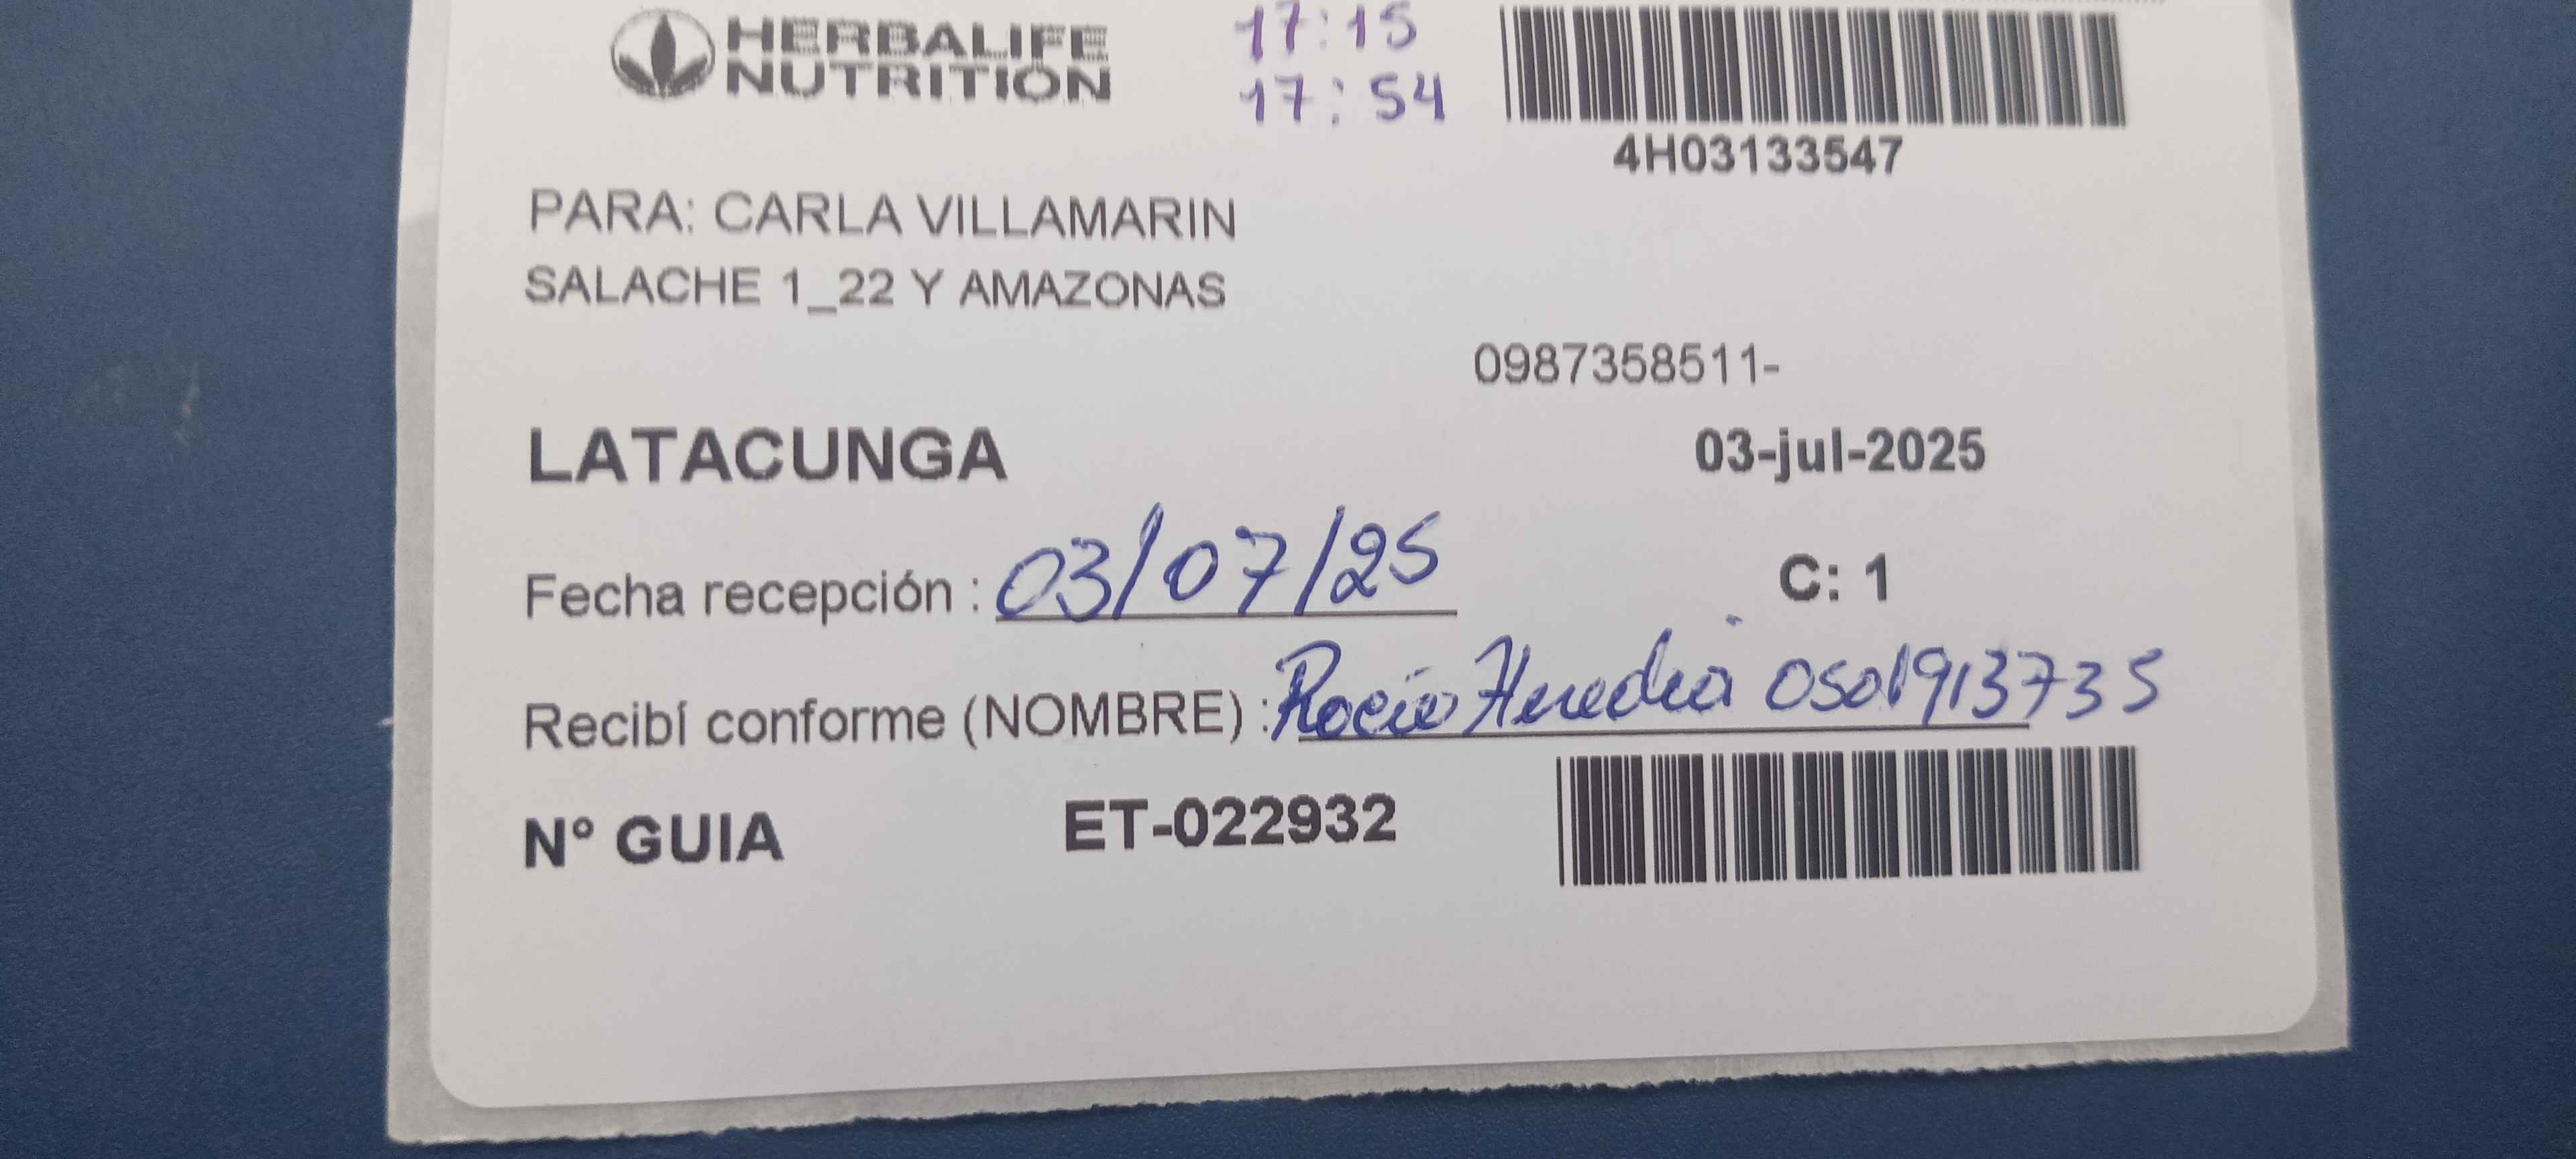 HERBALIFE
NUTRITION
17:15
17:54
4H03133547
PARA: CARLA VILLAMARIN
SALACHE 1_22 Y AMAZONAS
0987358511-
LATACUNGA
03-jul-2025
Fecha recepción : 03/07/25
C: 1
Recibí conforme (NOMBRE) : Rocío Heredia 0501913735
N° GUIA ET-022932